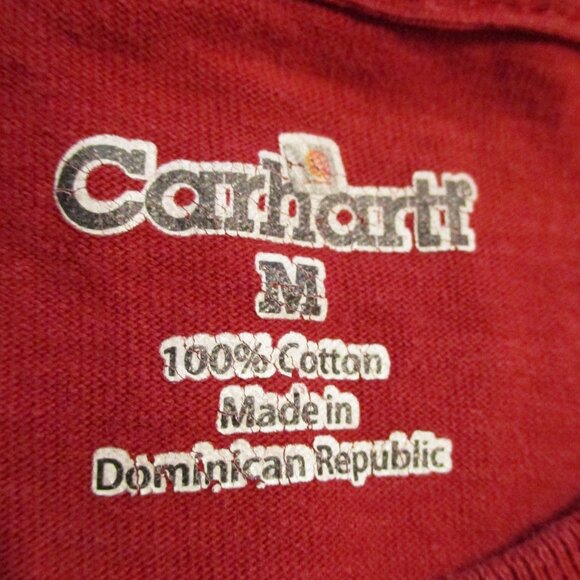 Carhartt
M
100% Cotton
Made in
Dominican Republic